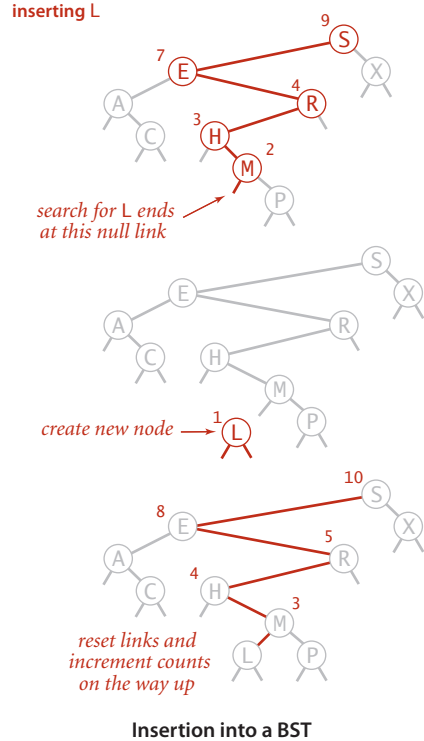 inserting L
9
S
7
E
X
A
4
R
3
H
C
2
M
P
search for L ends
at this null link
S
E
X
A
R
C
H
M
P
1
L
create new node
10
S
8
E
X
5
A
R
4
C
H
3
M
reset links and
increment counts
on the way up
L
P
Insertion into a BST